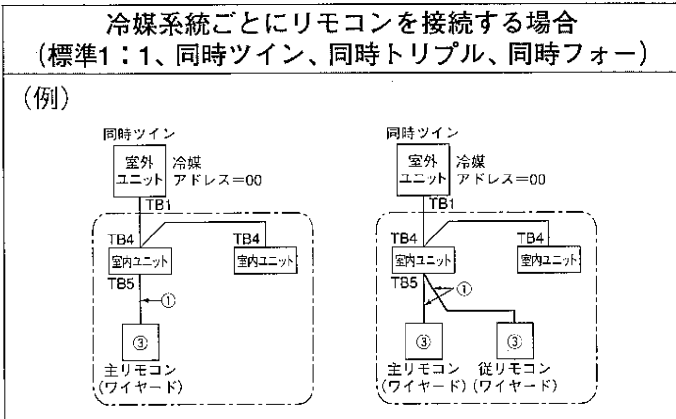 冷媒系統ごとにリモコンを接続する場合
(標準1:1、同時ツイン、同時トリプル、同時フォー)
(例)
同時ツイン
室外
ユニット
冷媒
アドレス=00
TB1
TB4
TB4
室内ユニット
室内ユニット
TB5
①
③
主リモコン
(ワイヤード)
同時ツイン
室外
ユニット
冷媒
アドレス=00
TB1
TB4
TB4
室内ユニット
室内ユニット
TB5
①
③
③
主リモコン
(ワイヤード)
従リモコン
(ワイヤード)